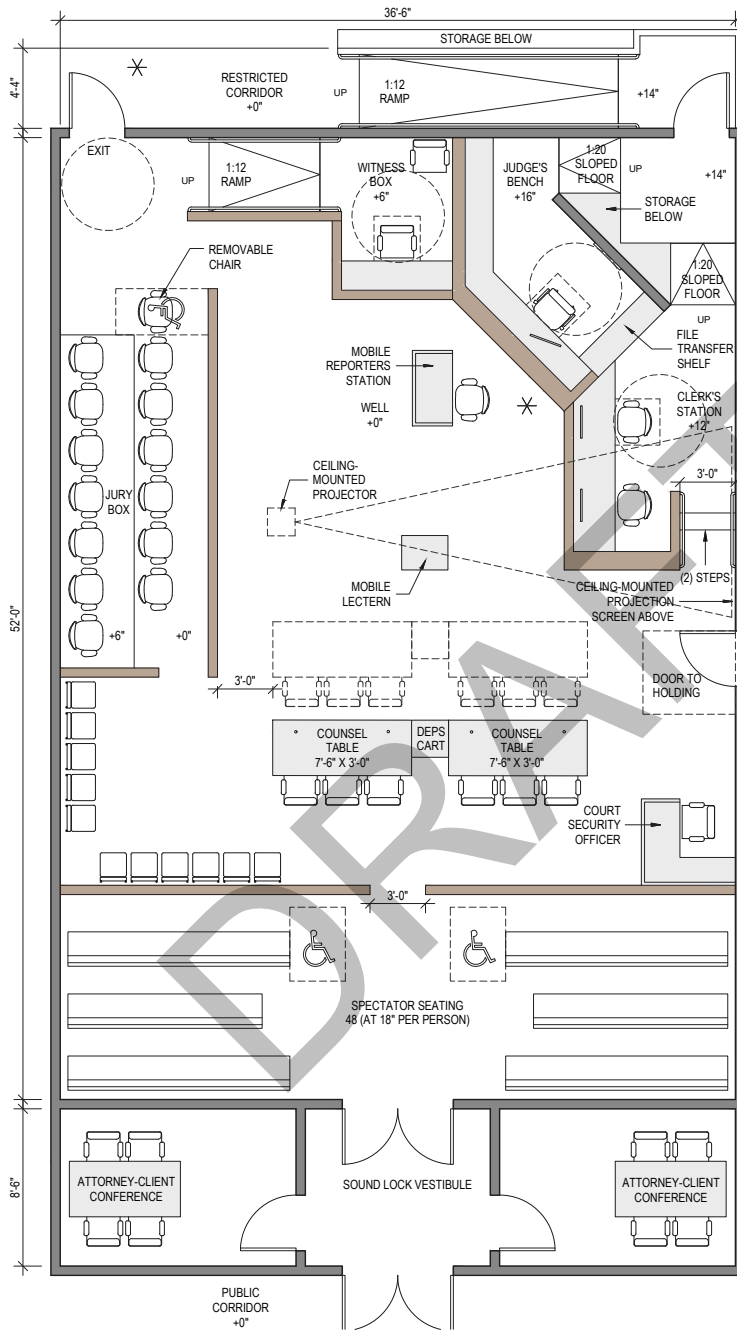 36'-6"
STORAGE BELOW
4'-4"
RESTRICTED
CORRIDOR
+0"
UP
1:12
RAMP
+14"
EXIT
UP
1:12
RAMP
WITNESS
BOX
+6"
JUDGE'S
BENCH
+16"
1:20
SLOPED
FLOOR
UP
+14"
STORAGE
BELOW
REMOVABLE
CHAIR
1:20
SLOPED
FLOOR
UP
FILE
TRANSFER
SHELF
MOBILE
REPORTERS
STATION
WELL
+0"
CLERK'S
STATION
+12"
CEILING-
MOUNTED
PROJECTOR
3'-0"
JURY
BOX
MOBILE
LECTERN
(2) STEPS
CEILING-MOUNTED
PROJECTION
SCREEN ABOVE
52'-0"
+6"
+0"
3'-0"
DOOR TO
HOLDING
COUNSEL
TABLE
7'-6" X 3'-0"
DEPS
CART
COUNSEL
TABLE
7'-6" X 3'-0"
COURT
SECURITY
OFFICER
3'-0"
SPECTATOR SEATING
48 (AT 18" PER PERSON)
DRAFT
8'-6"
ATTORNEY-CLIENT
CONFERENCE
SOUND LOCK VESTIBULE
ATTORNEY-CLIENT
CONFERENCE
PUBLIC
CORRIDOR
+0"